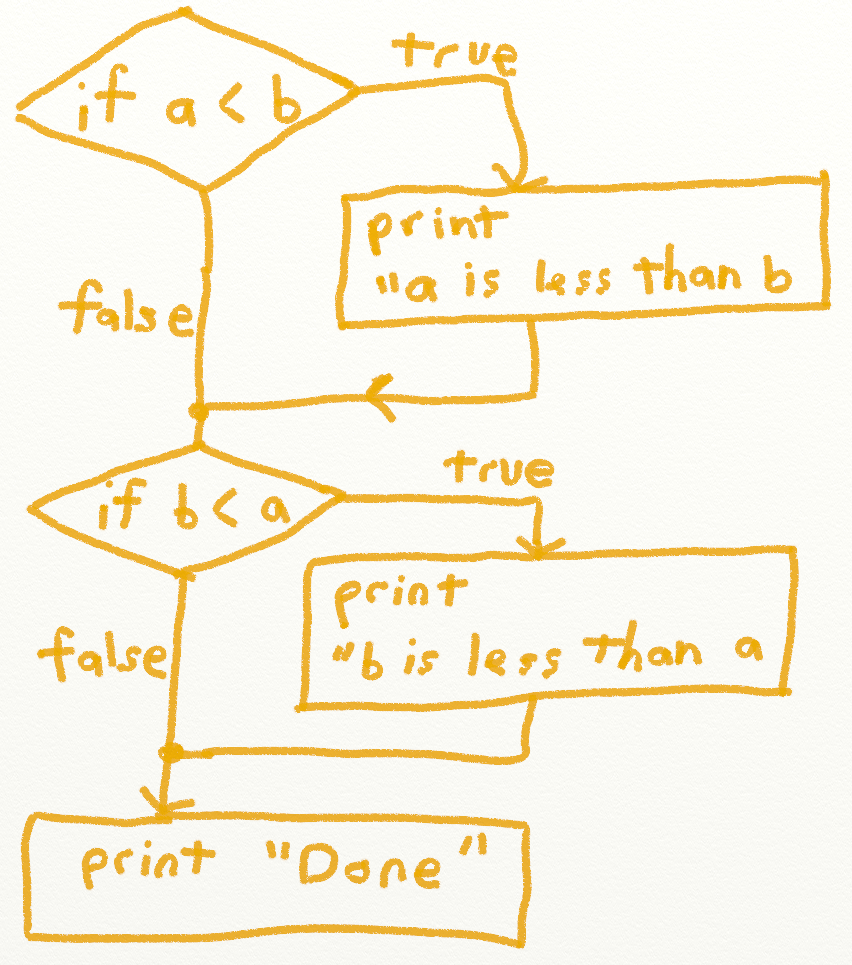 true
if a < b
print
"a is less than b
false
true
if b < a
print
"b is less than a
false
print "Done"